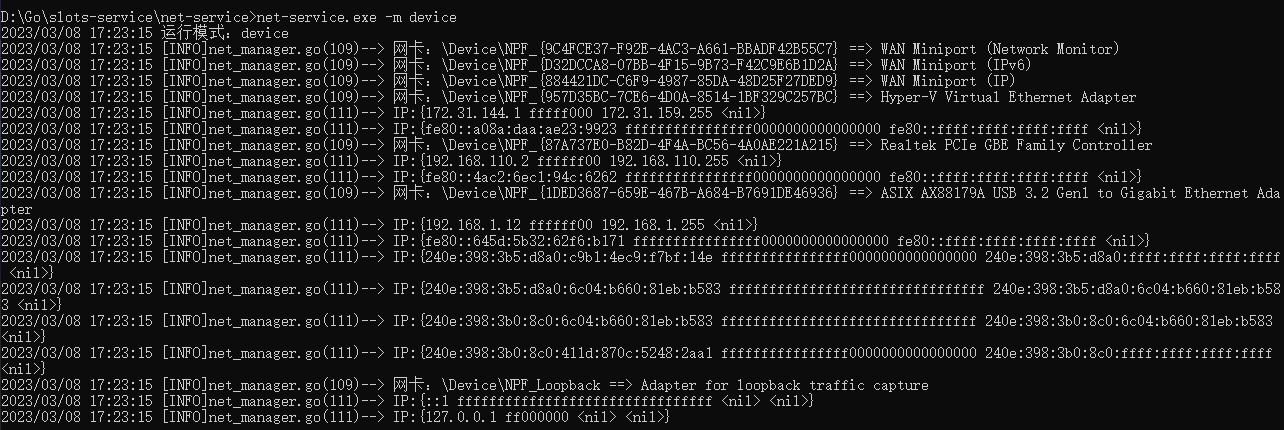 D:\Go\slots-service\net-service>net-service.exe -m device
2023/03/08 17:23:15 运行模式：device
2023/03/08 17:23:15 [INFO]net_manager.go(109)--> 网卡：\Device\NPF_{9C4FCE37-F92E-4AC3-A661-BBADF42B55C7} ==> WAN Miniport (Network Monitor)
2023/03/08 17:23:15 [INFO]net_manager.go(109)--> 网卡：\Device\NPF_{D32DCCA8-07BB-4F15-9B73-F42C9E6B1D2A} ==> WAN Miniport (IPv6)
2023/03/08 17:23:15 [INFO]net_manager.go(109)--> 网卡：\Device\NPF_{884421DC-C6F9-4987-85DA-48D25F27DED9} ==> WAN Miniport (IP)
2023/03/08 17:23:15 [INFO]net_manager.go(109)--> 网卡：\Device\NPF_{957D35BC-7CE6-4D0A-8514-1BF329C257BC} ==> Hyper-V Virtual Ethernet Adapter
2023/03/08 17:23:15 [INFO]net_manager.go(111)--> IP:{172.31.144.1 fffff000 172.31.159.255 <nil>}
2023/03/08 17:23:15 [INFO]net_manager.go(111)--> IP:{fe80::a08a:daa:ae23:9923 ffffffffffffffff0000000000000000 fe80::ffff:ffff:ffff:ffff <nil>}
2023/03/08 17:23:15 [INFO]net_manager.go(109)--> 网卡：\Device\NPF_{87A737E0-B82D-4F4A-BC56-4A0AE221A215} ==> Realtek PCIe GBE Family Controller
2023/03/08 17:23:15 [INFO]net_manager.go(111)--> IP:{192.168.110.2 ffffff00 192.168.110.255 <nil>}
2023/03/08 17:23:15 [INFO]net_manager.go(111)--> IP:{fe80::4ac2:6ec1:94c:6262 ffffffffffffffff0000000000000000 fe80::ffff:ffff:ffff:ffff <nil>}
2023/03/08 17:23:15 [INFO]net_manager.go(109)--> 网卡：\Device\NPF_{1DED3687-659E-467B-A684-B7691DE46936} ==> ASIX AX88179A USB 3.2 Gen1 to Gigabit Ethernet Ada
pter
2023/03/08 17:23:15 [INFO]net_manager.go(111)--> IP:{192.168.1.12 ffffff00 192.168.1.255 <nil>}
2023/03/08 17:23:15 [INFO]net_manager.go(111)--> IP:{fe80::645d:5b32:62f6:b171 ffffffffffffffff0000000000000000 fe80::ffff:ffff:ffff:ffff <nil>}
2023/03/08 17:23:15 [INFO]net_manager.go(111)--> IP:{240e:398:3b5:d8a0:c9b1:4ec9:f7bf:14e ffffffffffffffff0000000000000000 240e:398:3b5:d8a0:ffff:ffff:ffff:ffff
<nil>}
2023/03/08 17:23:15 [INFO]net_manager.go(111)--> IP:{240e:398:3b5:d8a0:6c04:b660:81eb:b583 ffffffffffffffffffffffffffffffff 240e:398:3b5:d8a0:6c04:b660:81eb:b58
3 <nil>}
2023/03/08 17:23:15 [INFO]net_manager.go(111)--> IP:{240e:398:3b0:8c0:6c04:b660:81eb:b583 ffffffffffffffffffffffffffffffff 240e:398:3b0:8c0:6c04:b660:81eb:b583
<nil>}
2023/03/08 17:23:15 [INFO]net_manager.go(111)--> IP:{240e:398:3b0:8c0:411d:870c:5248:2aa1 ffffffffffffffff0000000000000000 240e:398:3b0:8c0:ffff:ffff:ffff:ffff
<nil>}
2023/03/08 17:23:15 [INFO]net_manager.go(109)--> 网卡：\Device\NPF_Loopback ==> Adapter for loopback traffic capture
2023/03/08 17:23:15 [INFO]net_manager.go(111)--> IP:{::1 ffffffffffffffffffffffffffffffff <nil> <nil>}
2023/03/08 17:23:15 [INFO]net_manager.go(111)--> IP:{127.0.0.1 ff000000 <nil> <nil>}